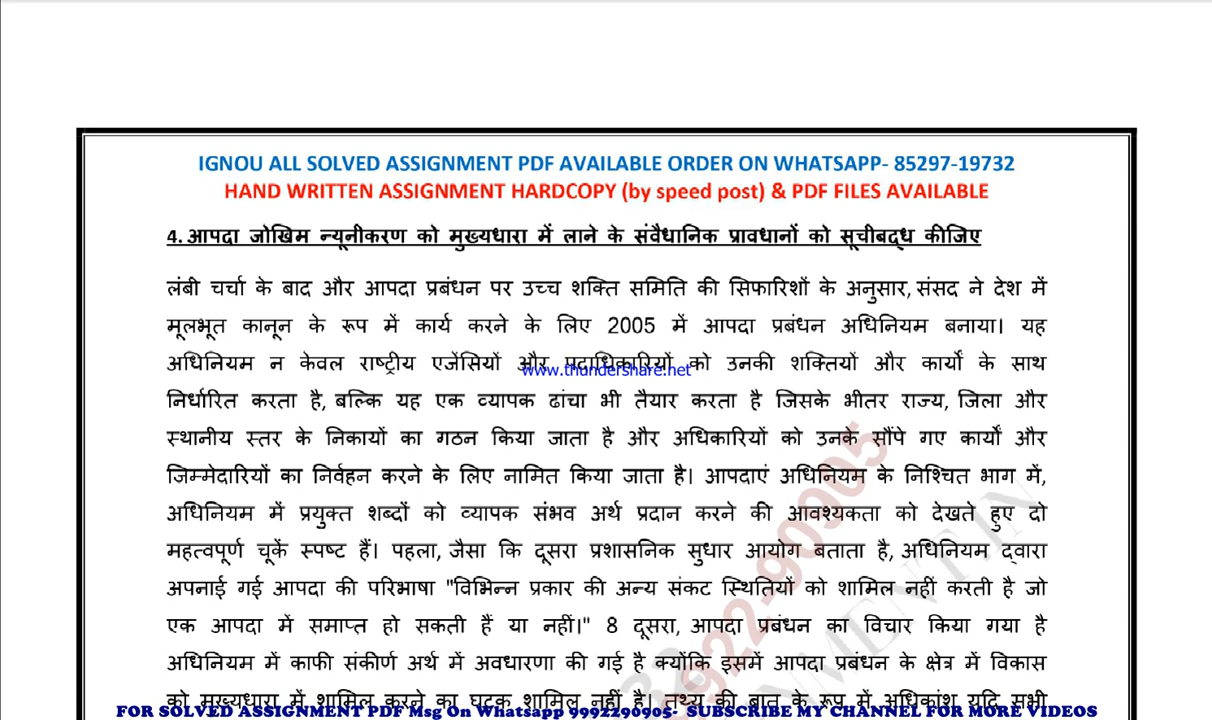 IGNOU ALL SOLVED ASSIGNMENT PDF AVAILABLE ORDER ON WHATSAPP- 85297-19732
HAND WRITTEN ASSIGNMENT HARDCOPY (by speed post) & PDF FILES AVAILABLE
4. आपदा जोखिम न्यूनीकरण को मुख्यधारा में लाने के संवैधानिक प्रावधानों को सूचीबद्ध कीजिए
लंबी चर्चा के बाद और आपदा प्रबंधन पर उच्च शक्ति समिति की सिफारिशों के अनुसार, संसद ने देश में
मूलभूत कानून के रूप में कार्य करने के लिए 2005 में आपदा प्रबंधन अधिनियम बनाया। यह
अधिनियम न केवल राष्ट्रीय एजेंसियों और पदाधिकारियों को उनकी शक्तियों और कार्यों के साथ
www.thundershare.net
निर्धारित करता है, बल्कि यह एक व्यापक ढांचा भी तैयार करता है जिसके भीतर राज्य, जिला और
स्थानीय स्तर के निकायों का गठन किया जाता है और अधिकारियों को उनके सौंपे गए कार्यों और
जिम्मेदारियों का निर्वहन करने के लिए नामित किया जाता है। आपदाएं अधिनियम के निश्चित भाग में,
अधिनियम में प्रयुक्त शब्दों को व्यापक संभव अर्थ प्रदान करने की आवश्यकता को देखते हुए दो
महत्वपूर्ण चूकें स्पष्ट हैं। पहला, जैसा कि दूसरा प्रशासनिक सुधार आयोग बताता है, अधिनियम द्वारा
अपनाई गई आपदा की परिभाषा "विभिन्न प्रकार की अन्य संकट स्थितियों को शामिल नहीं करती है जो
एक आपदा में समाप्त हो सकती हैं या नहीं।" 8 दूसरा, आपदा प्रबंधन का विचार किया गया है
अधिनियम में काफी संकीर्ण अर्थ में अवधारणा की गई है क्योंकि इसमें आपदा प्रबंधन के क्षेत्र में विकास
को मुख्यधारा में शामिल करने का घटक शामिल नहीं है। तथ्य की बात के रूप में अधिकांश यदि सभी
FOR SOLVED ASSIGNMENT PDF Msg On Whatsapp 9992290905- SUBSCRIBE MY CHANNEL FOR MORE VIDEOS